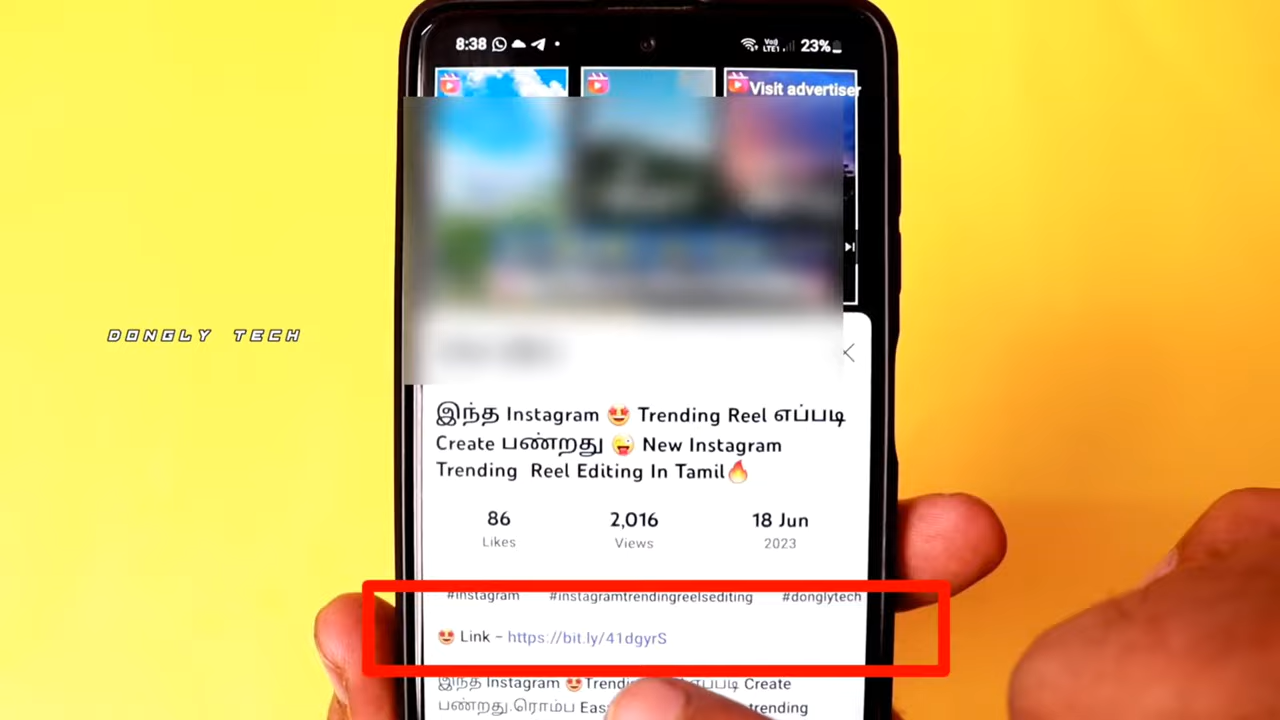 8:38 23%
Visit advertiser
DONGLY TECH
இந்த Instagram 😍 Trending Reel எப்படி
Create பண்றது 😜 New Instagram
Trending Reel Editing In Tamil🔥
86 2,016 18 Jun
Likes Views 2023
#instagram #instagramtrendingreelsediting #donglytech
😍 Link - https://bit.ly/41dgyrS
இந்த Instagram 😍Trending எப்படி Create
பண்றது.ரொம்ப trending